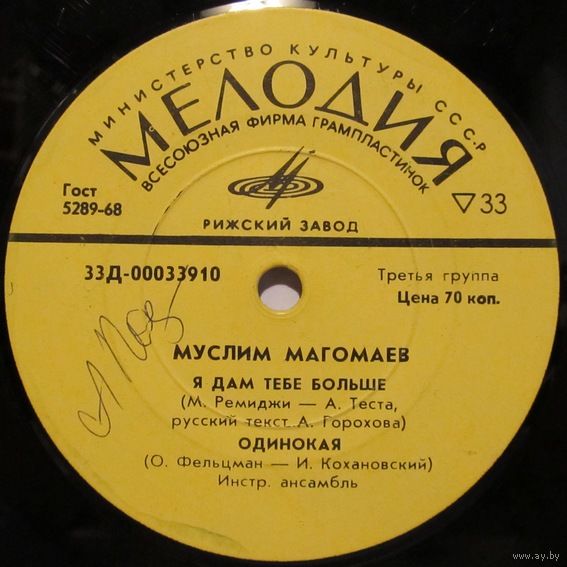 МИНИСТЕРСТВО КУЛЬТУРЫ СССР
МЕЛОДИЯ
ВСЕСОЮЗНАЯ ФИРМА ГРАМПЛАСТИНОК
Гост
5289-68
33
РИЖСКИЙ ЗАВОД
33Д-00033910
Третья группа
Цена 70 коп.
МУСЛИМ МАГОМАЕВ
Я ДАМ ТЕБЕ БОЛЬШЕ
(М. Ремиджи — А. Теста,
русский текст А. Горохова)
ОДИНОКАЯ
(О. Фельцман — И. Кохановский)
Инстр. ансамбль
www.ay.by